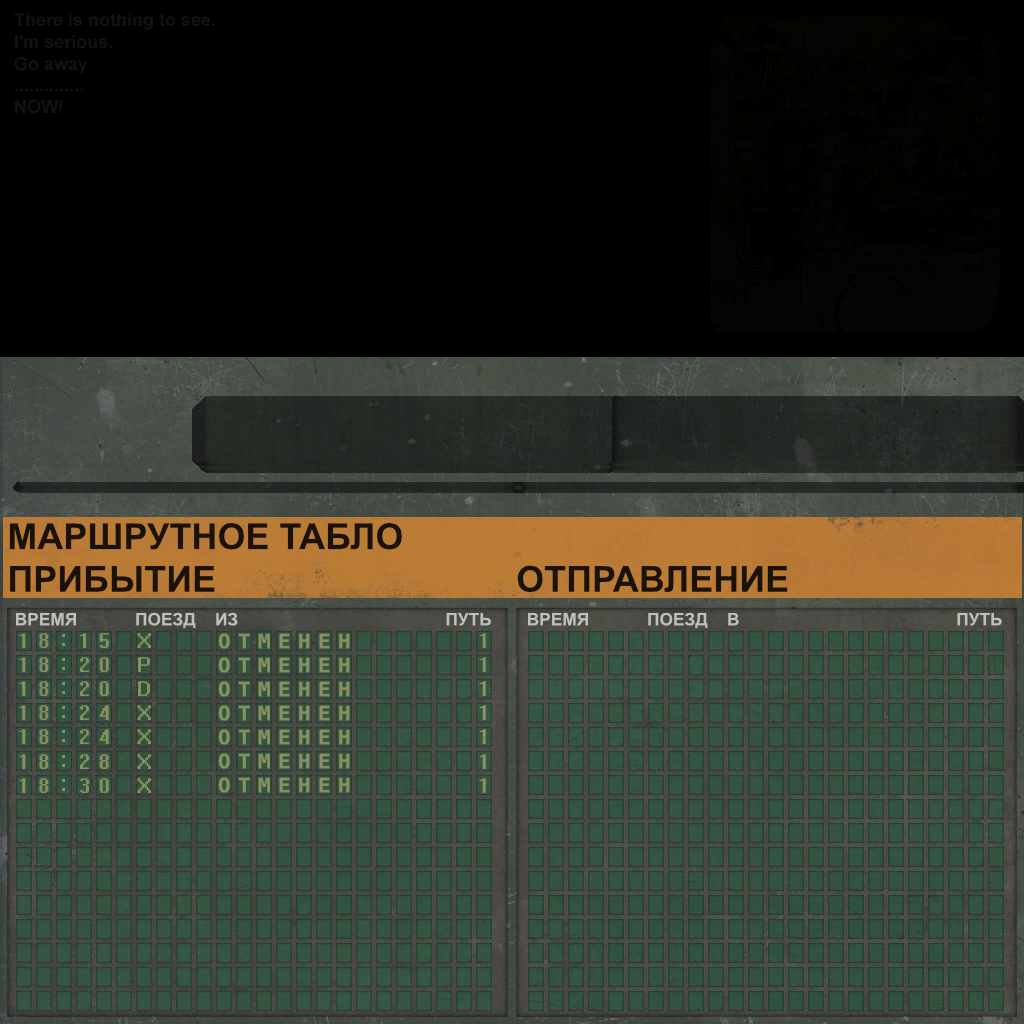 There is nothing to see.
I'm serious.
Go away
..............
NOW!
МАРШРУТНОЕ ТАБЛО
ПРИБЫТИЕ ОТПРАВЛЕНИЕ
ВРЕМЯ ПОЕЗД ИЗ ПУТЬ ВРЕМЯ ПОЕЗД В ПУТЬ
18:15 X ОТМЕНЕН 1
18:20 P ОТМЕНЕН 1
18:20 D ОТМЕНЕН 1
18:24 X ОТМЕНЕН 1
18:24 X ОТМЕНЕН 1
18:28 X ОТМЕНЕН 1
18:30 X ОТМЕНЕН 1